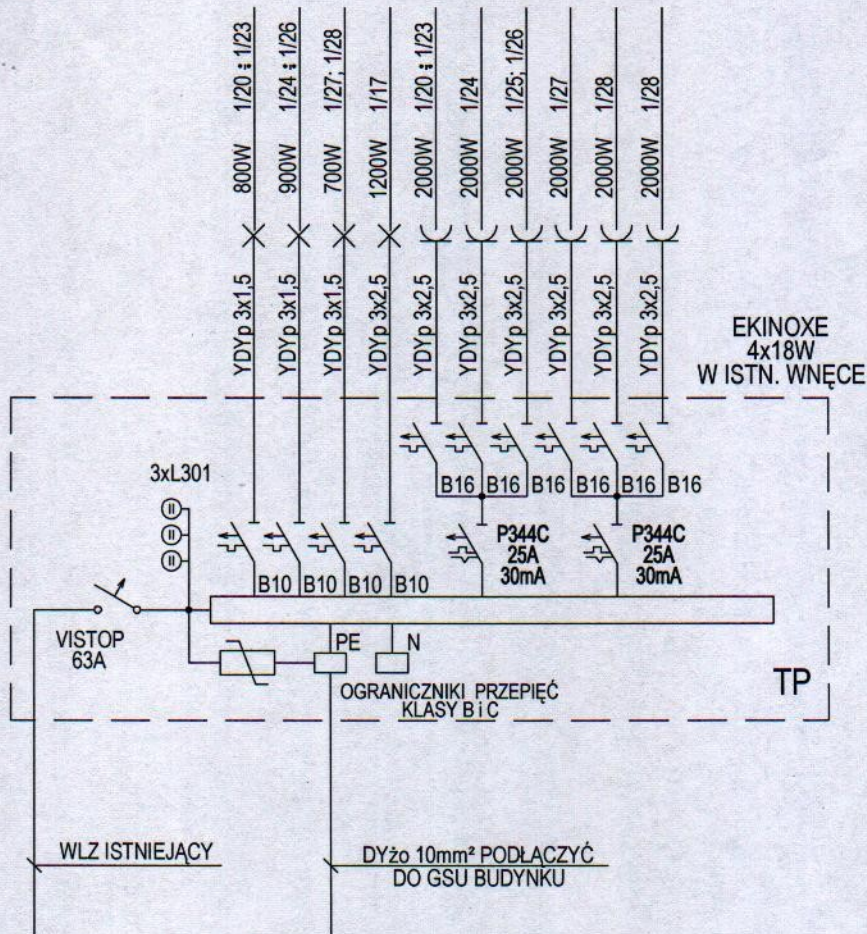 800W 1/20 ; 1/23
900W 1/24 ; 1/26
700W 1/27; 1/28
1200W 1/17
2000W 1/20 ; 1/23
2000W 1/24
2000W 1/25; 1/26
2000W 1/27
2000W 1/28
2000W 1/28
YDYp 3x1,5
YDYp 3x1,5
YDYp 3x1,5
YDYp 3x2,5
YDYp 3x2,5
YDYp 3x2,5
YDYp 3x2,5
YDYp 3x2,5
YDYp 3x2,5
YDYp 3x2,5
EKINOXE
4x18W
W ISTN. WNĘCE
3xL301
B16 B16 B16 B16 B16 B16
P344C
25A
30mA
P344C
25A
30mA
B10 B10 B10 B10
VISTOP
63A
PE
N
OGRANICZNIKI PRZEPIĘĆ
KLASY B i C
TP
WLZ ISTNIEJĄCY
DYżo 10mm² PODŁĄCZYĆ
DO GSU BUDYNKU